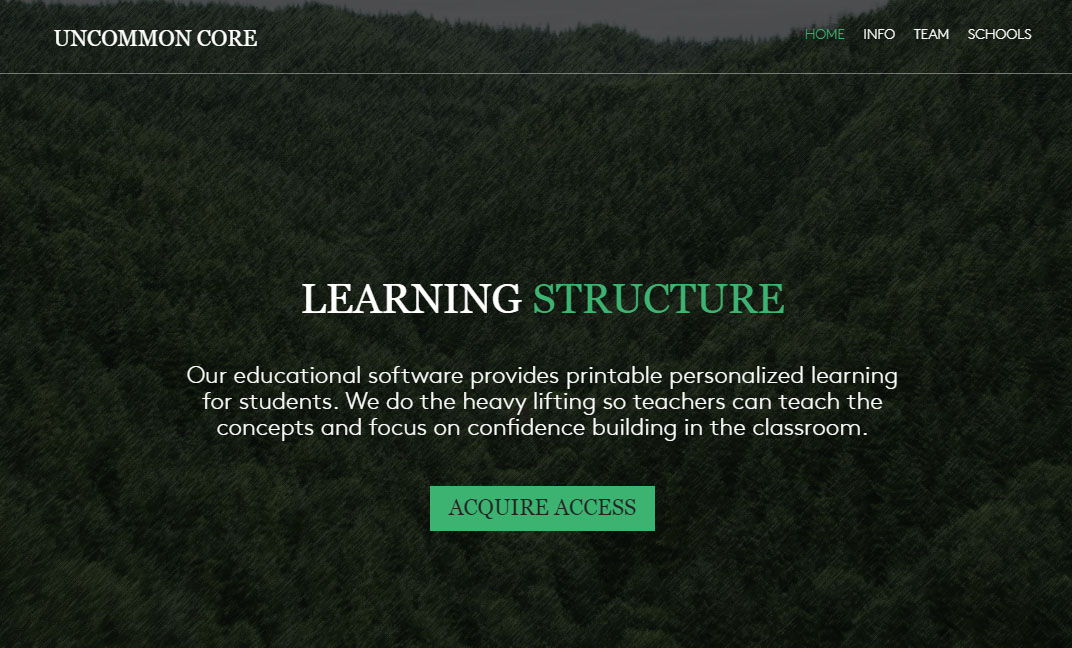 UNCOMMON CORE
HOME INFO TEAM SCHOOLS
LEARNING STRUCTURE
Our educational software provides printable personalized learning
for students. We do the heavy lifting so teachers can teach the
concepts and focus on confidence building in the classroom.
ACQUIRE ACCESS